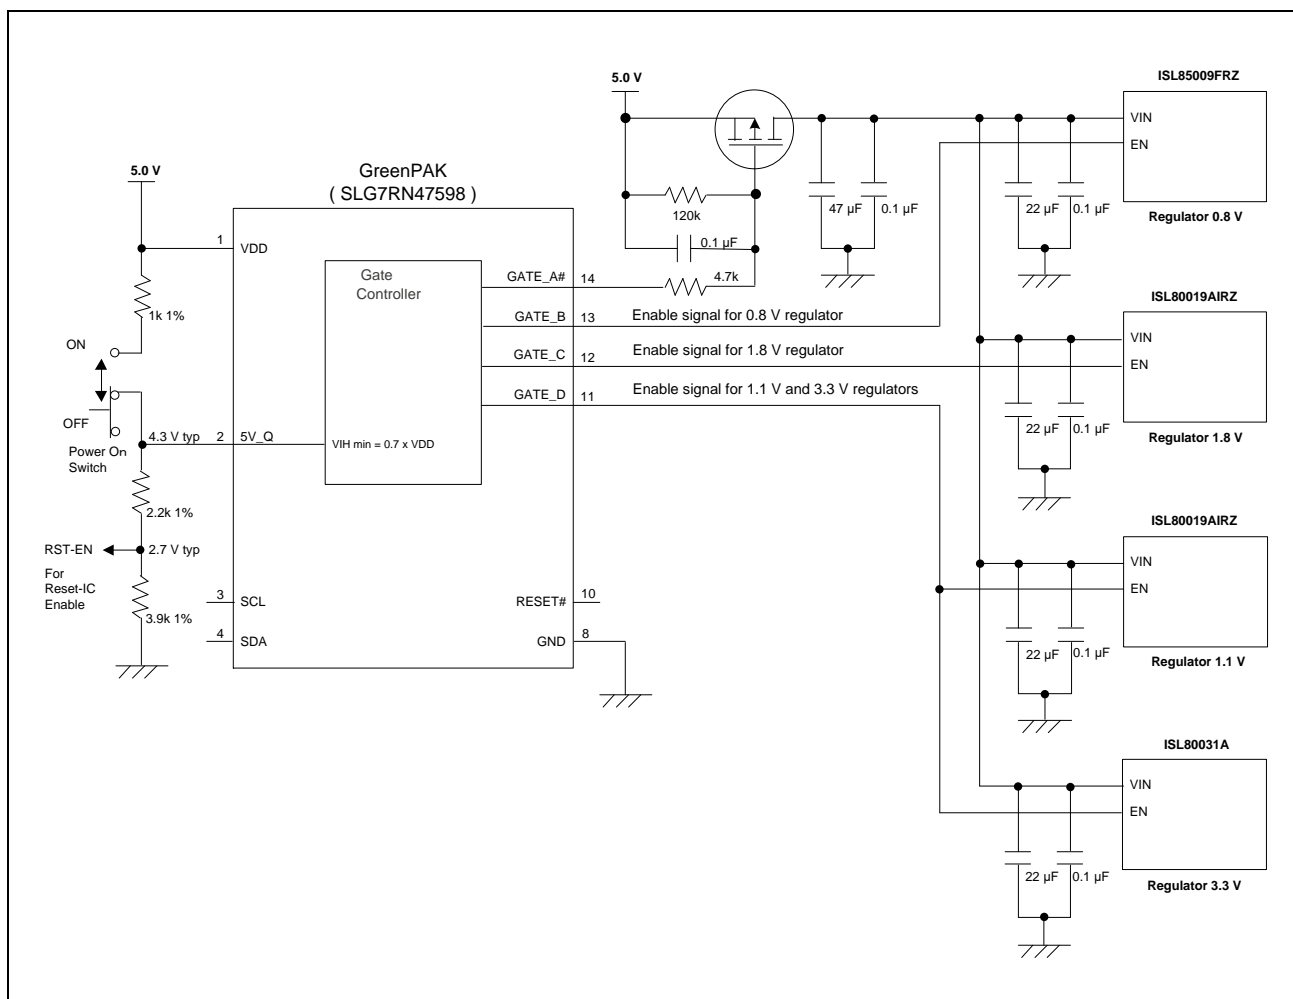 5.0 V
ISL85009FRZ
VIN
EN
Regulator 0.8 V
5.0 V
GreenPAK
( SLG7RN47598 )
120k
0.1 µF
4.7k
47 µF
0.1 µF
22 µF
0.1 µF
1
VDD
Gate
Controller
GATE_A#
14
GATE_B
13
Enable signal for 0.8 V regulator
GATE_C
12
Enable signal for 1.8 V regulator
GATE_D
11
Enable signal for 1.1 V and 3.3 V regulators
1k 1%
ON
OFF
Power On
Switch
4.3 V typ
2
5V_Q
VIH min = 0.7 x VDD
2.2k 1%
RST-EN
2.7 V typ
For
Reset-IC
Enable
3.9k 1%
3
SCL
4
SDA
RESET#
10
GND
8
ISL80019AIRZ
VIN
EN
22 µF
0.1 µF
Regulator 1.8 V
ISL80019AIRZ
VIN
EN
22 µF
0.1 µF
Regulator 1.1 V
ISL80031A
VIN
EN
22 µF
0.1 µF
Regulator 3.3 V